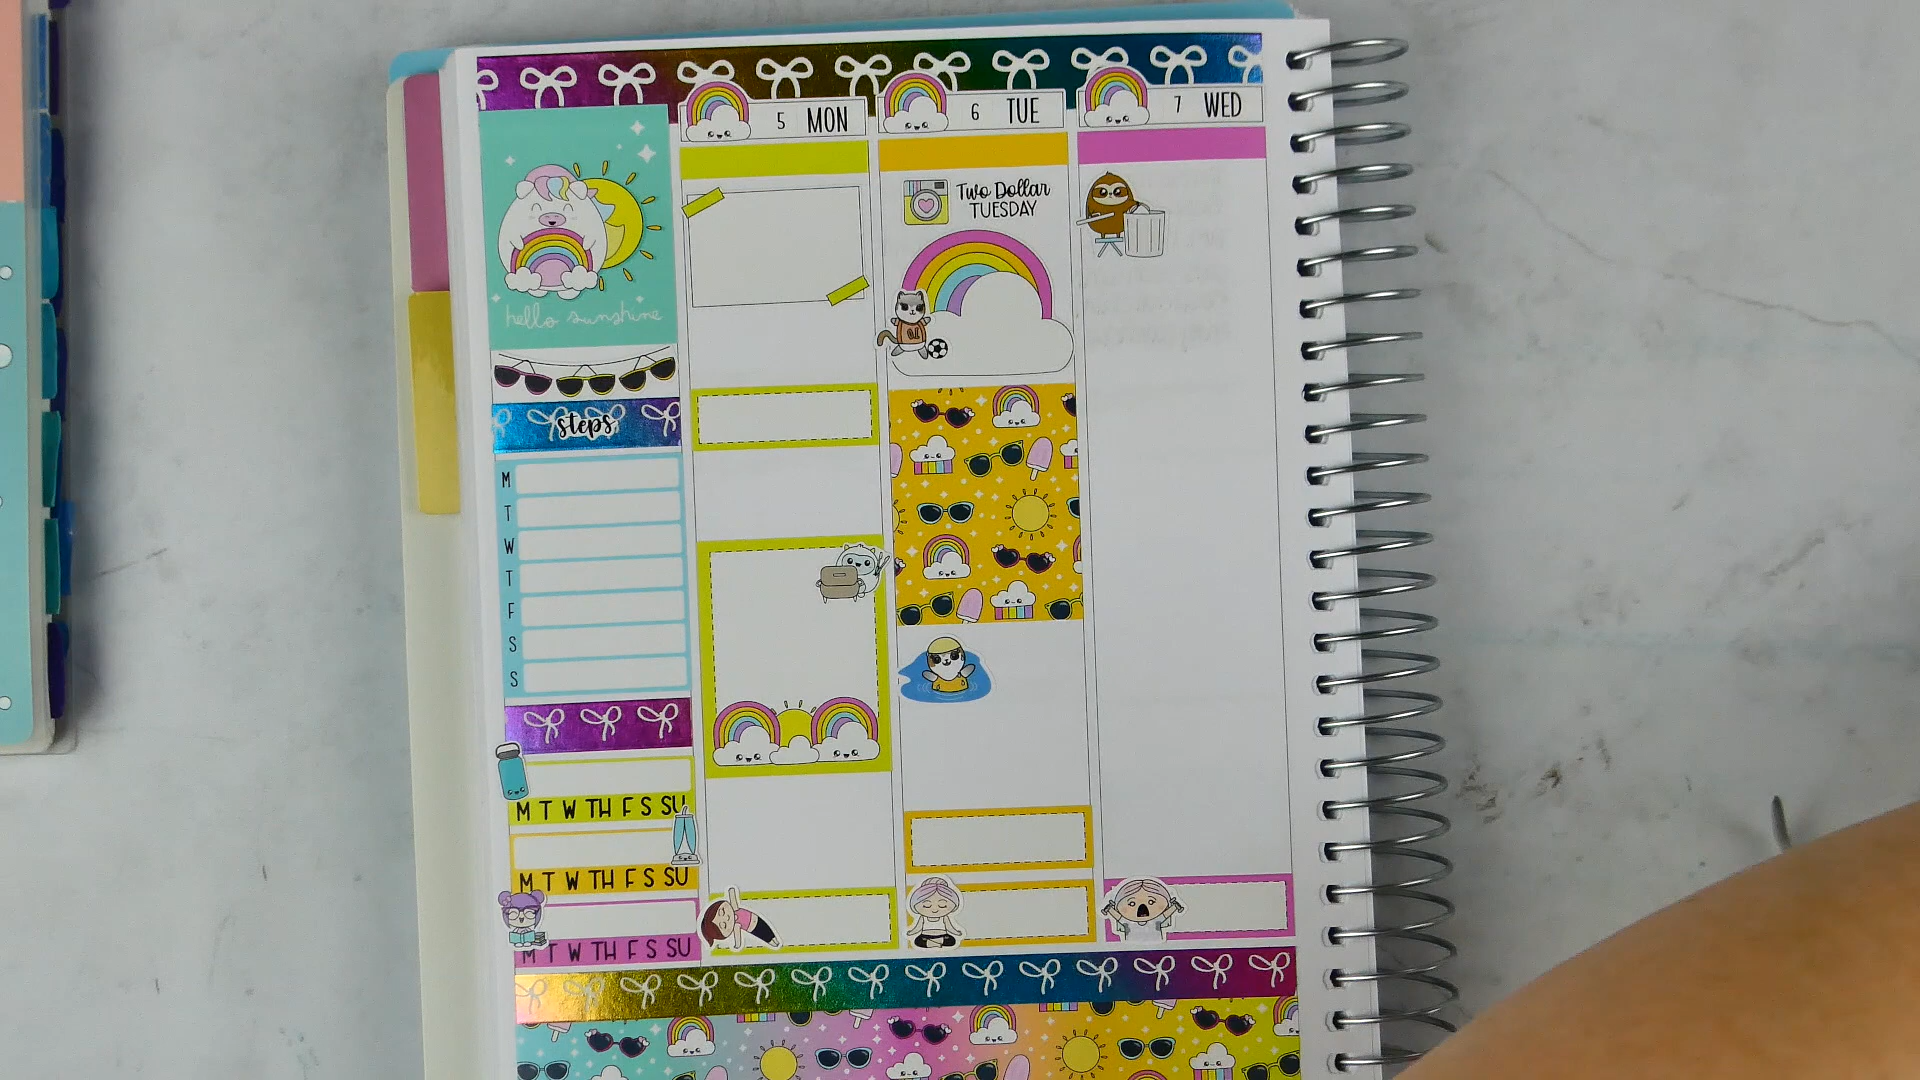 5 MON
6 TUE
7 WED
Two Dollar
TUESDAY
hello sunshine
steps
M
T
W
T
F
S
S
M T W TH F S SU
M T W TH F S SU
M T W TH F S SU